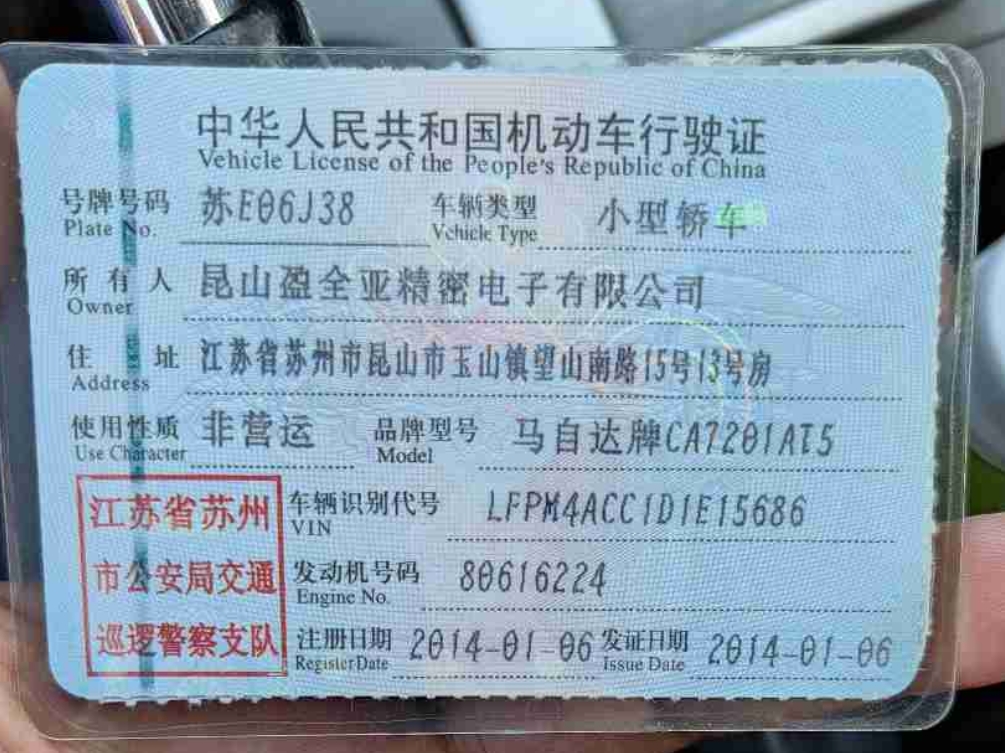 中华人民共和国机动车行驶证
Vehicle License of the People's Republic of China
号牌号码 苏E06J38 车辆类型 小型轿车
Plate No. Vehicle Type
所有人 昆山盈全亚精密电子有限公司
Owner
住址 江苏省苏州市昆山市玉山镇望山南路15号13号房
Address
使用性质 非营运 品牌型号 马自达牌CA7201AT5
Use Character Model
江苏省苏州 车辆识别代号 LFPM4ACC1D1E15686
VIN
市公安局交通 发动机号码 80616224
Engine No.
巡逻警察支队 注册日期 2014-01-06 发证日期 2014-01-06
Register Date Issue Date